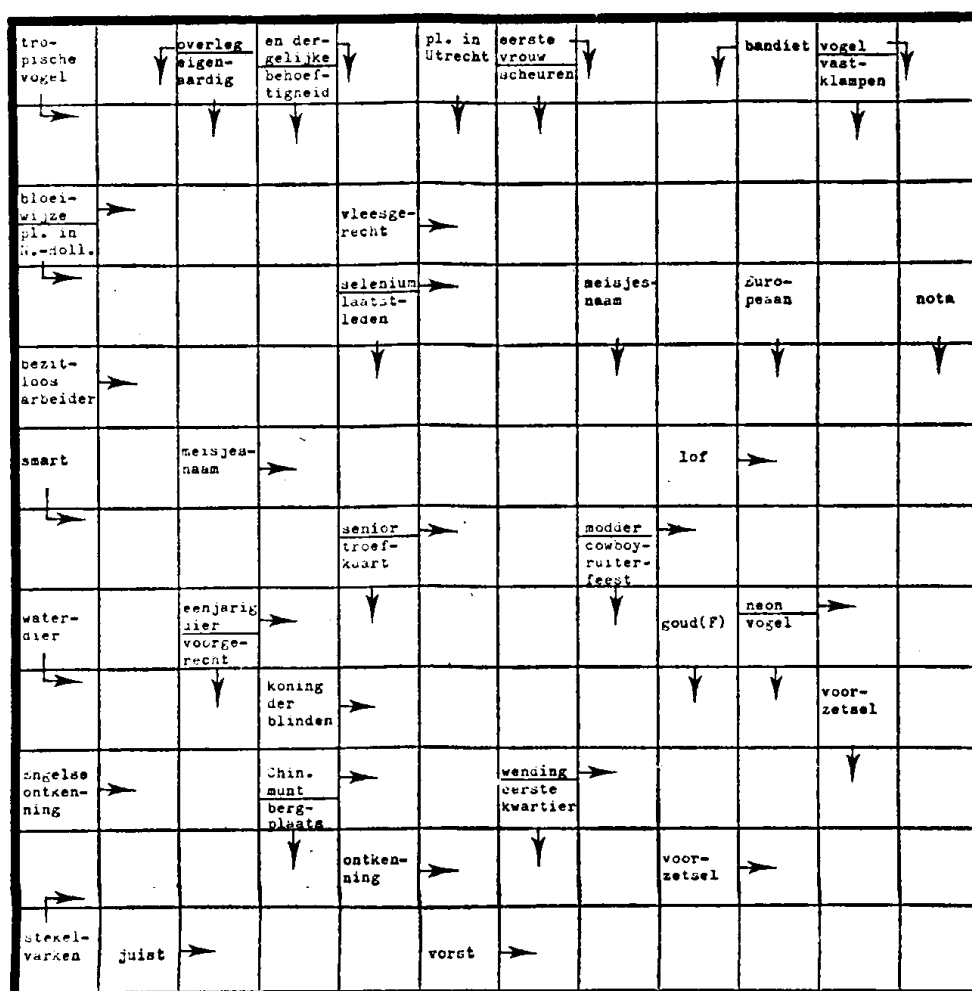 tro-
pische
vogel
overleg
eigen-
aardig
en der-
gelijke
behoef-
tigheid
pl. in
Utrecht
eerste
vrouw
scheuren
bandiet
vogel
vast-
klampen
bloei-
wijze
pl. in
N.-Holl.
vleesge-
recht
selenium
laatst-
leden
meisjes-
naam
Euro-
peaan
nota
bezit-
loos
arbeider
smart
meisjes-
naam
lof
senior
troef-
kaart
modder
cowboy-
ruiter-
feest
water-
dier
eenjarig
dier
voorge-
recht
goud(F)
neon
vogel
koning
der
blinden
voor-
zetsel
Engelse
ontken-
ning
Chin.
munt
berg-
plaats
wending
eerste
kwartier
ontken-
ning
voor-
zetsel
stekel-
varken
juist
vorst